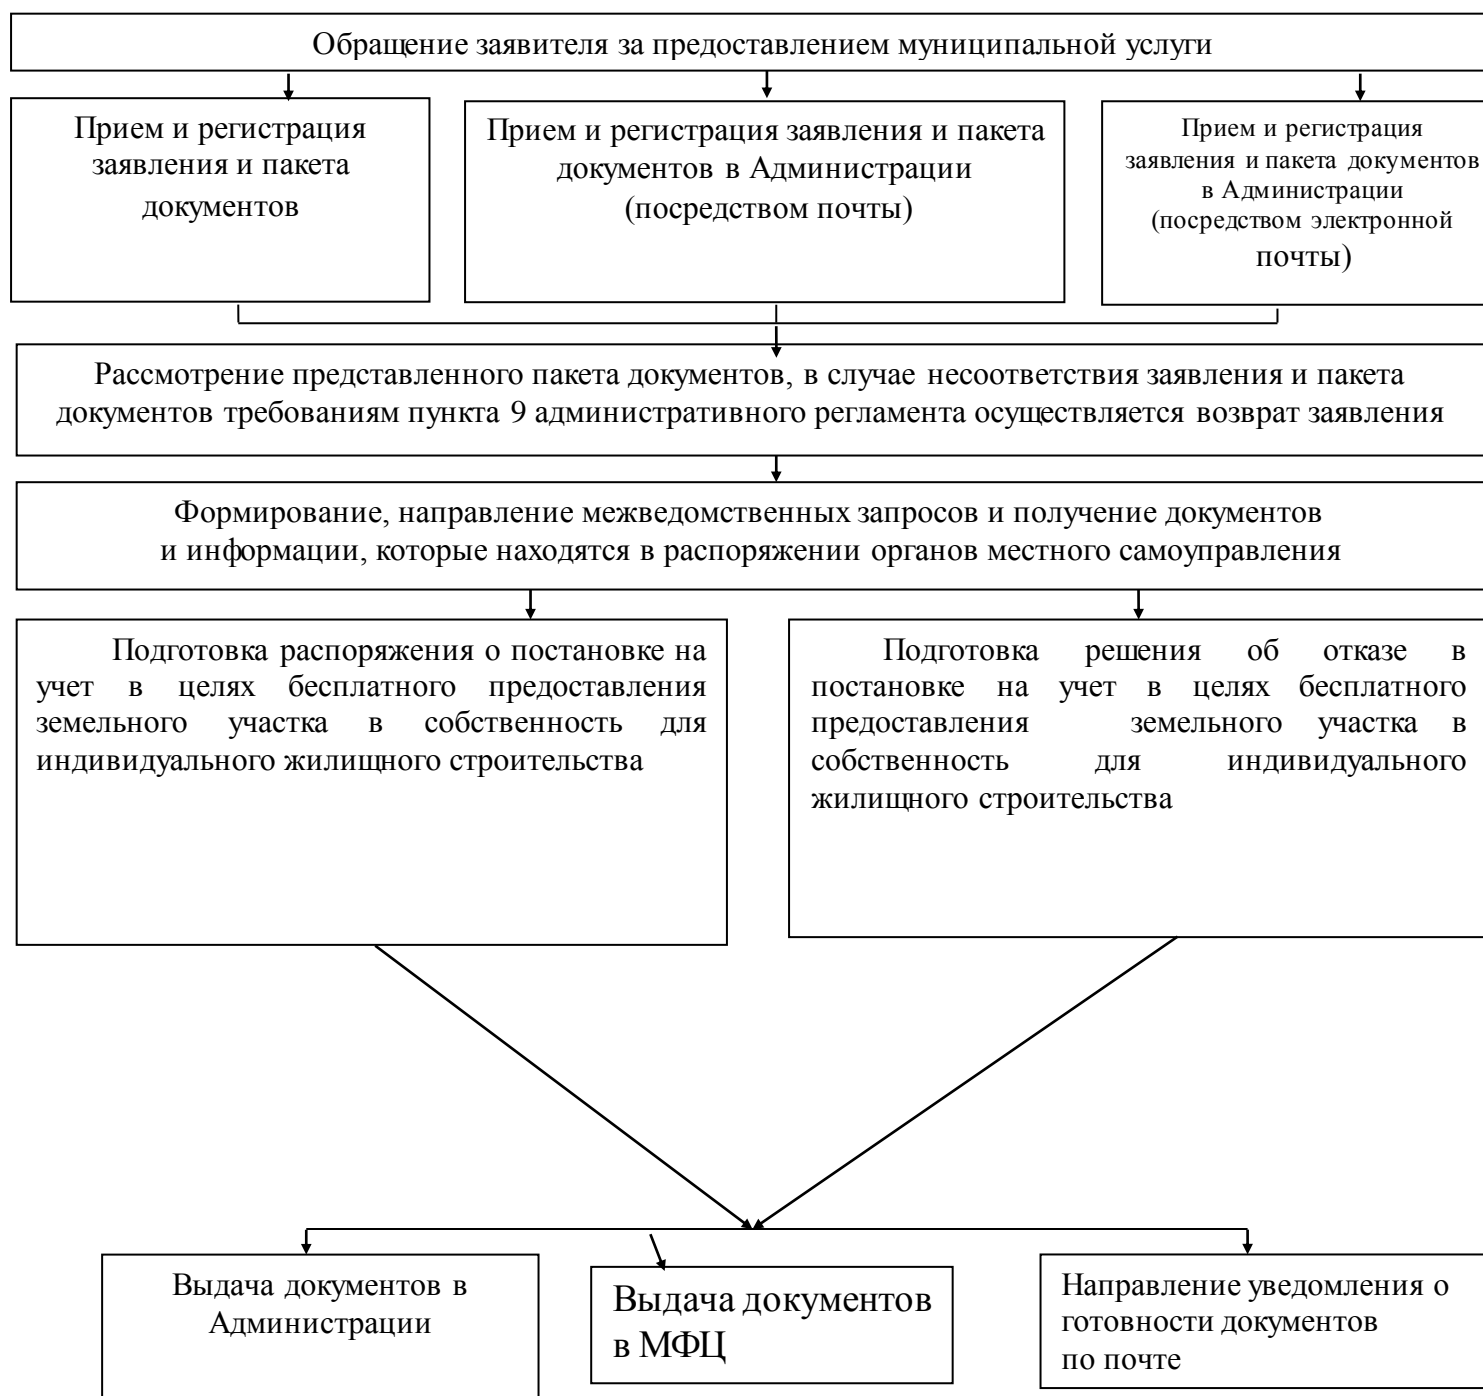 Обращение заявителя за предоставлением муниципальной услуги
Прием и регистрация
заявления и пакета
документов
Прием и регистрация заявления и пакета
документов в Администрации
(посредством почты)
Прием и регистрация
заявления и пакета документов
в Администрации
(посредством электронной
почты)
Рассмотрение представленного пакета документов, в случае несоответствия заявления и пакета
документов требованиям пункта 9 административного регламента осуществляется возврат заявления
Формирование, направление межведомственных запросов и получение документов
и информации, которые находятся в распоряжении органов местного самоуправления
Подготовка распоряжения о постановке на
учет в целях бесплатного предоставления
земельного участка в собственность для
индивидуального жилищного строительства
Подготовка решения об отказе в
постановке на учет в целях бесплатного
предоставления земельного участка в
собственность для индивидуального
жилищного строительства
Выдача документов в
Администрации
Выдача документов
в МФЦ
Направление уведомления о
готовности документов
по почте